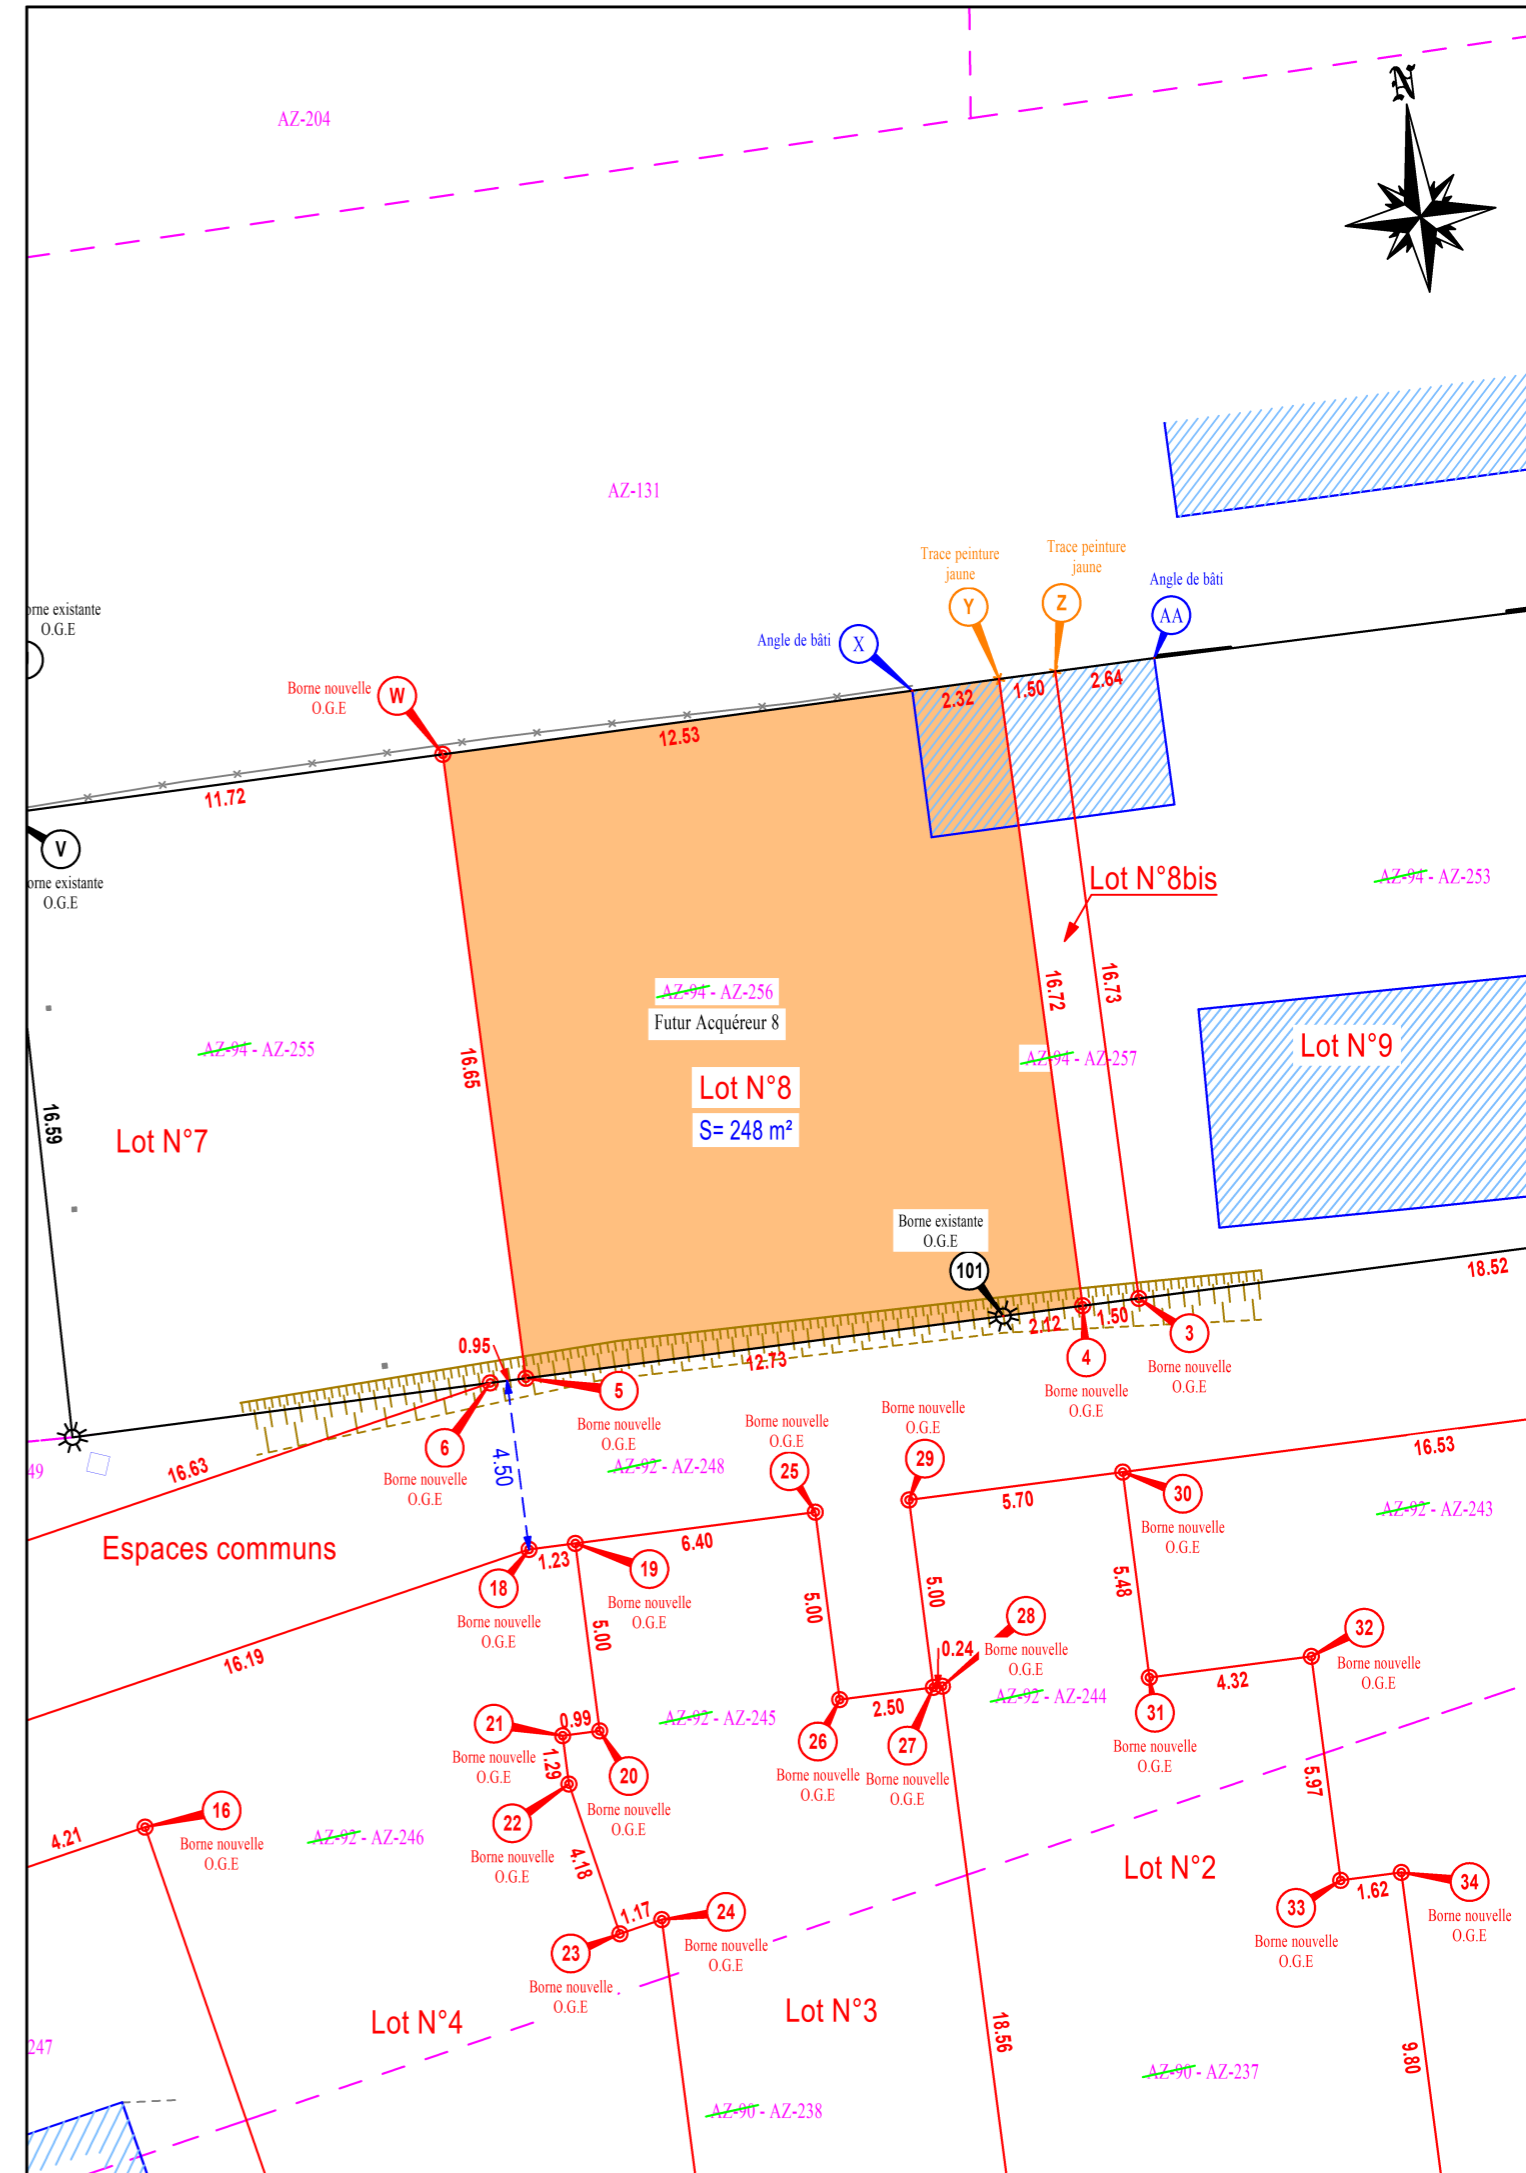 N
AZ-204
AZ-131
Trace peinture
jaune
Trace peinture
jaune
Angle de bâti
Y
Z
AA
Angle de bâti
X
orne existante
O.G.E
Borne nouvelle
O.G.E
W
2.32
1.50
2.64
12.53
11.72
V
orne existante
O.G.E
Lot N°8bis
AZ-94 - AZ-253
AZ-94 - AZ-256
Futur Acquéreur 8
16.72
16.73
AZ-94 - AZ-255
16.65
AZ-94 - AZ-257
Lot N°9
Lot N°8
S= 248 m²
16.59
Lot N°7
Borne existante
O.G.E
101
18.52
2.12
1.50
3
Borne nouvelle
O.G.E
4
Borne nouvelle
O.G.E
0.95
12.73
5
Borne nouvelle
O.G.E
6
Borne nouvelle
O.G.E
4.50
AZ-92 - AZ-248
Borne nouvelle
O.G.E
25
Borne nouvelle
O.G.E
29
16.53
49
16.63
5.70
30
Borne nouvelle
O.G.E
AZ-92 - AZ-243
Espaces communs
1.23
6.40
18
Borne nouvelle
O.G.E
19
Borne nouvelle
O.G.E
5.00
5.00
5.00
5.48
28
Borne nouvelle
O.G.E
0.24
32
Borne nouvelle
O.G.E
16.19
4.32
AZ-92 - AZ-244
2.50
31
Borne nouvelle
O.G.E
21
Borne nouvelle
O.G.E
0.99
AZ-92 - AZ-245
26
Borne nouvelle
O.G.E
27
Borne nouvelle
O.G.E
1.29
20
Borne nouvelle
O.G.E
5.97
16
Borne nouvelle
O.G.E
4.21
AZ-92 - AZ-246
22
Borne nouvelle
O.G.E
4.18
Lot N°2
1.62
33
Borne nouvelle
O.G.E
34
Borne nouvelle
O.G.E
1.17
24
Borne nouvelle
O.G.E
23
Borne nouvelle
O.G.E
Lot N°4
Lot N°3
18.56
9.80
247
AZ-90 - AZ-237
AZ-90 - AZ-238